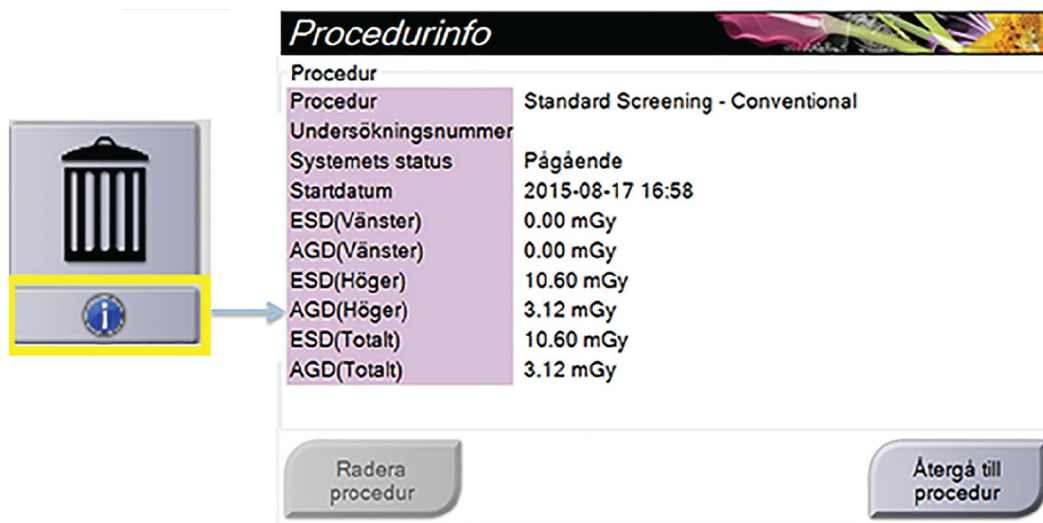 Procedurinfo
Procedur
Procedur Standard Screening - Conventional
Undersökningsnummer
Systemets status Pågående
Startdatum 2015-08-17 16:58
ESD(Vänster) 0.00 mGy
AGD(Vänster) 0.00 mGy
ESD(Höger) 10.60 mGy
AGD(Höger) 3.12 mGy
ESD(Totalt) 10.60 mGy
AGD(Totalt) 3.12 mGy
Radera
procedur
Återgå till
procedur